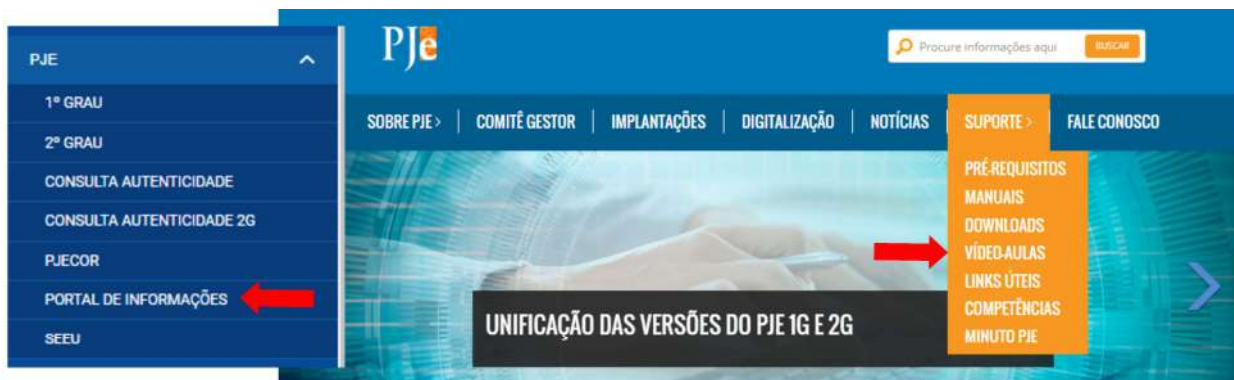 PJE
1º GRAU
2º GRAU
CONSULTA AUTENTICIDADE
CONSULTA AUTENTICIDADE 2G
PJECOR
PORTAL DE INFORMAÇÕES
SEEU
PJe
Procure informações aqui
BUSCAR
SOBRE PJE > | COMITÊ GESTOR | IMPLANTAÇÕES | DIGITALIZAÇÃO | NOTÍCIAS | SUPORTE > | FALE CONOSCO
PRÉ-REQUISITOS
MANUAIS
DOWNLOADS
VÍDEO-AULAS
LINKS ÚTEIS
COMPETÊNCIAS
MINUTO PJE
UNIFICAÇÃO DAS VERSÕES DO PJE 1G E 2G